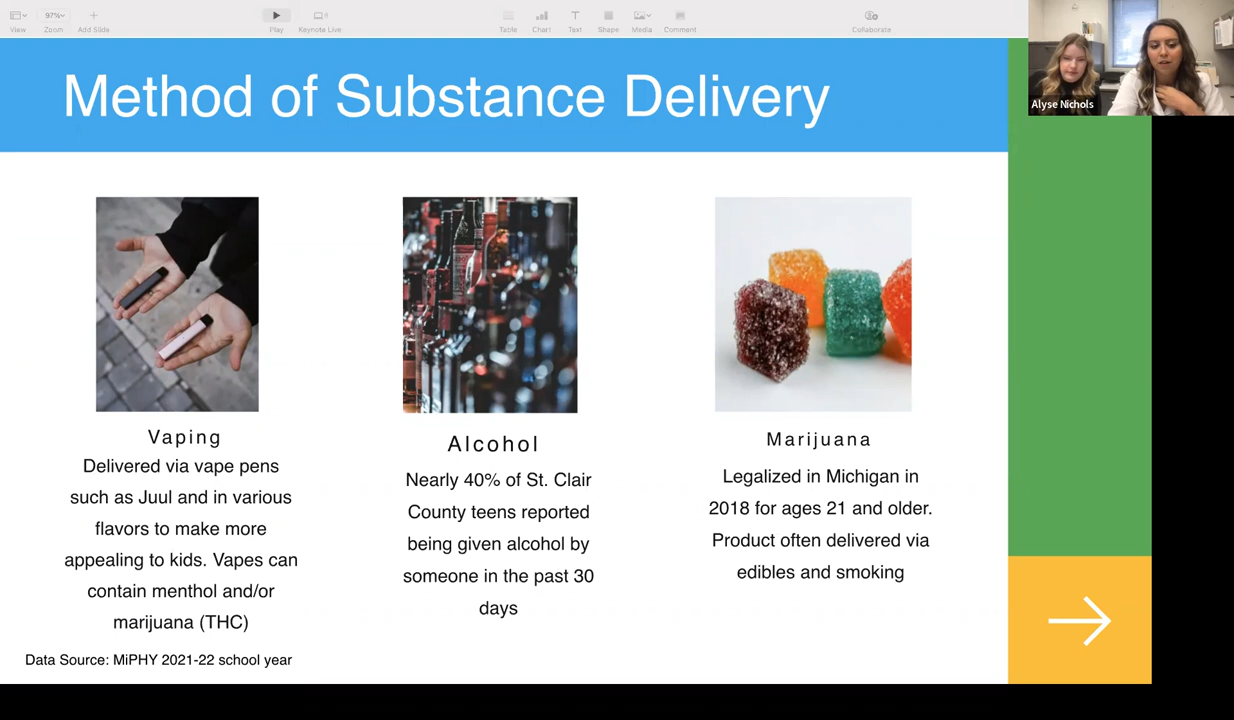 97%
View
Zoom
Add Slide
Play
Keynote Live
Table
Chart
Text
Shape
Media
Comment
Collaborate
Alyse Nichols
Method of Substance Delivery
Vaping
Delivered via vape pens
such as Juul and in various
flavors to make more
appealing to kids. Vapes can
contain menthol and/or
marijuana (THC)
Alcohol
Nearly 40% of St. Clair
County teens reported
being given alcohol by
someone in the past 30
days
Marijuana
Legalized in Michigan in
2018 for ages 21 and older.
Product often delivered via
edibles and smoking
Data Source: MiPHY 2021-22 school year